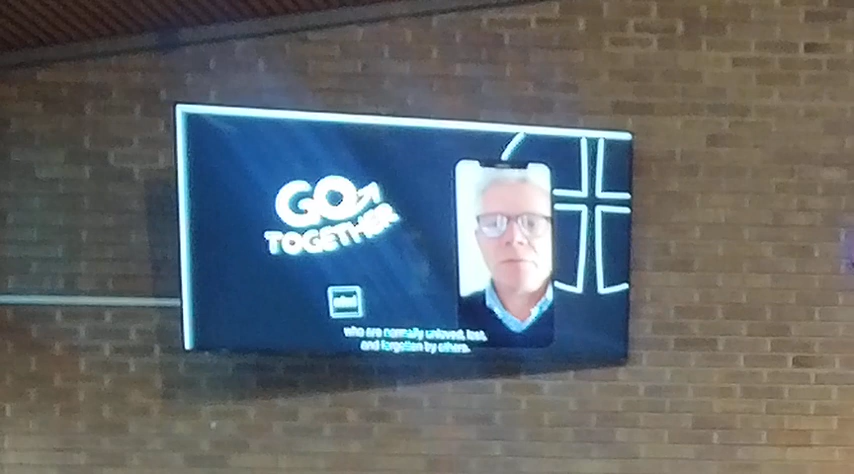 GO
TOGETHER
who are normally unloved, lost,
and forgotten by others.